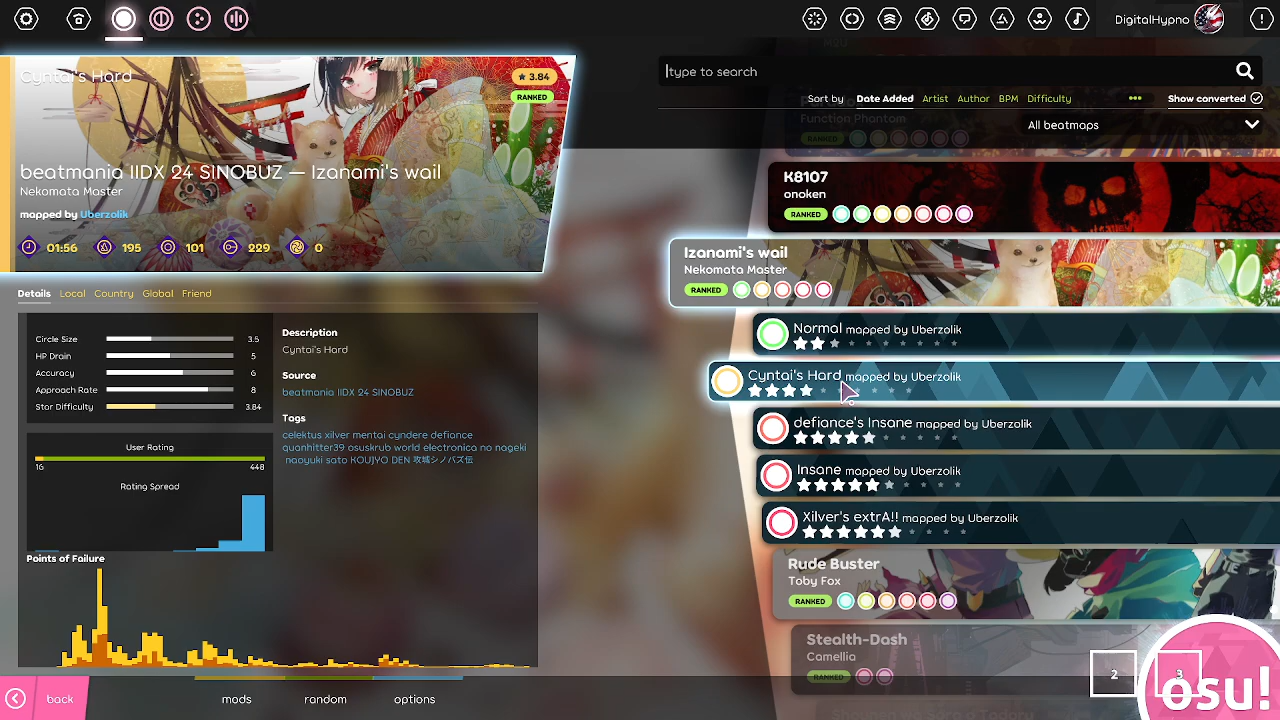 DigitalHypno
Cyntai's Hard
★ 3.84
RANKED
beatmania IIDX 24 SINOBUZ — Izanami's wail
Nekomata Master
mapped by Uberzolik
01:56 195 101 229 0
Details Local Country Global Friend
Circle Size 3.5
HP Drain 5
Accuracy 6
Approach Rate 8
Star Difficulty 3.84
User Rating
16 448
Rating Spread
Points of Failure
Description
Cyntai's Hard
Source
beatmania IIDX 24 SINOBUZ
Tags
celektus xilver mentai cyndere defiance
quanhitter39 osuskrub world electronica no nageki
naoyuki sato KOUJYO DEN 攻城シノバズ伝
type to search
Sort by Date Added Artist Author BPM Difficulty ••• Show converted
All beatmaps
M2U
Function Phantom
RANKED
K8107
onoken
RANKED
Izanami's wail
Nekomata Master
RANKED
Normal mapped by Uberzolik
Cyntai's Hard mapped by Uberzolik
defiance's Insane mapped by Uberzolik
Insane mapped by Uberzolik
Xilver's extrA!! mapped by Uberzolik
Rude Buster
Toby Fox
RANKED
Stealth-Dash
Camellia
RANKED
Shounen wa Sora o Tadoru
2 3
osu!
back mods random options